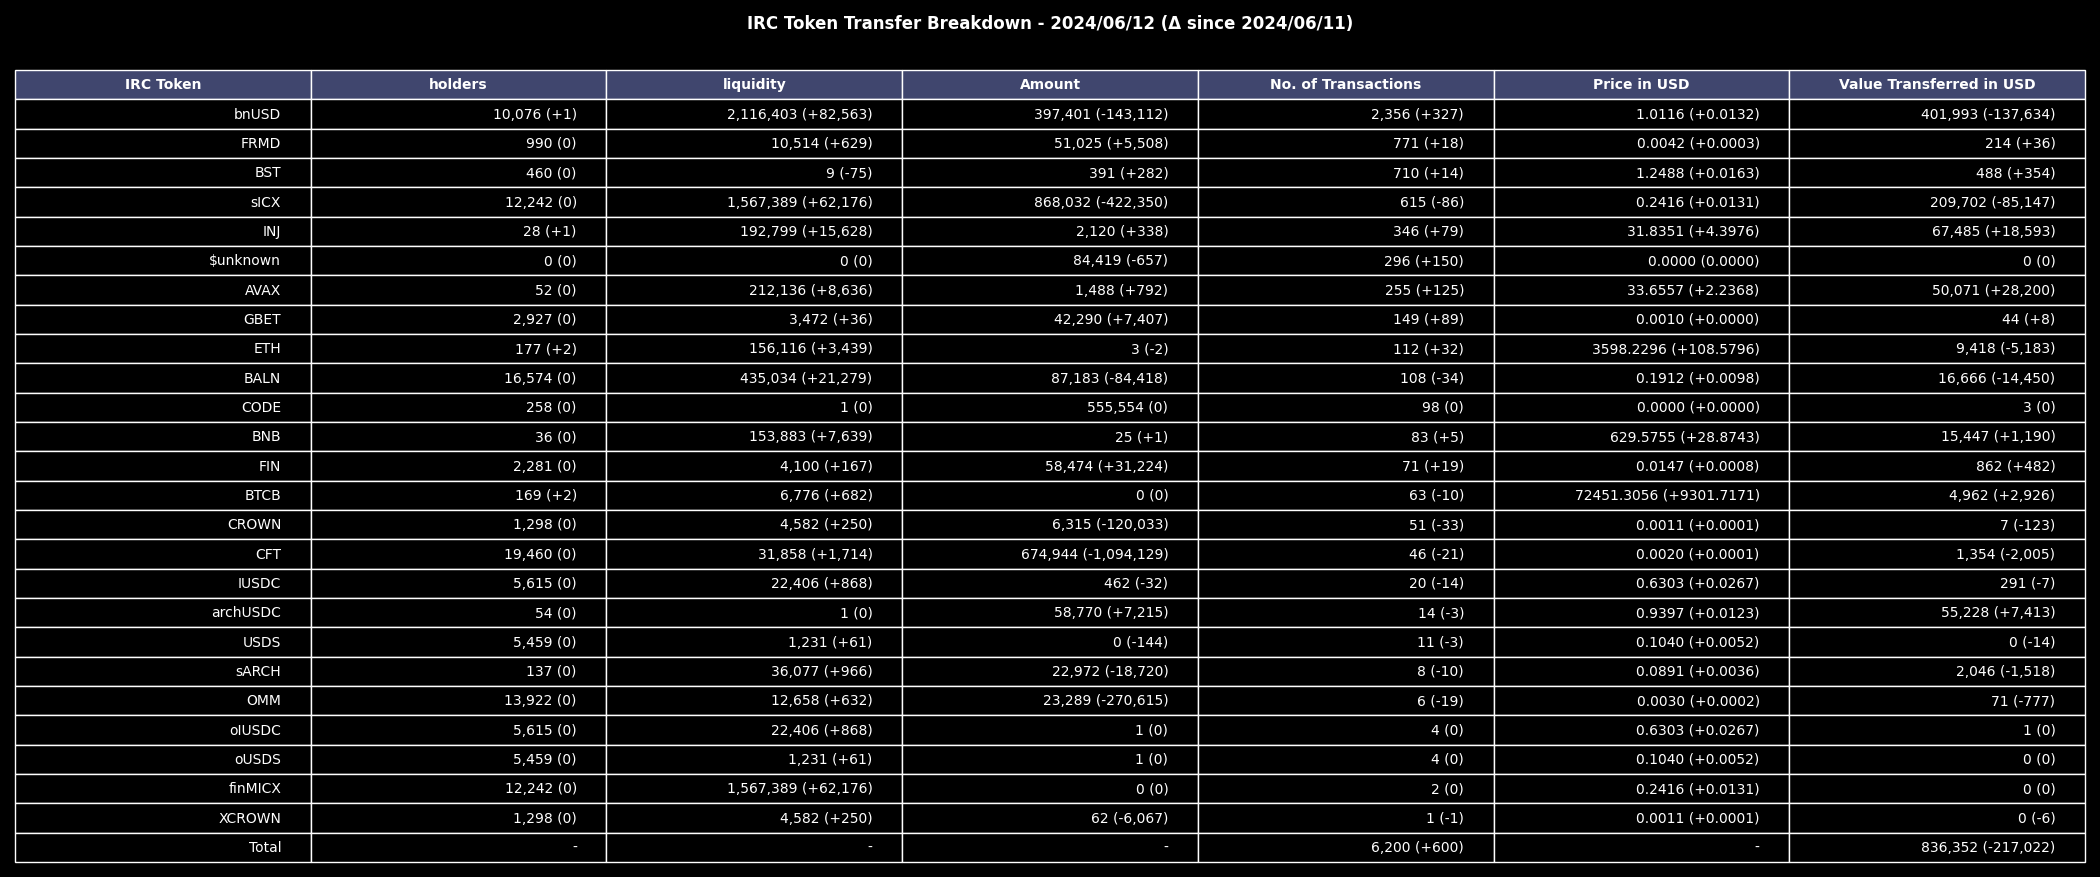 IRC Token Transfer Breakdown - 2024/06/12 (Δ since 2024/06/11)
IRC Token holders liquidity Amount No. of Transactions Price in USD Value Transferred in USD
bnUSD 10,076 (+1) 2,116,403 (+82,563) 397,401 (-143,112) 2,356 (+327) 1.0116 (+0.0132) 401,993 (-137,634)
FRMD 990 (0) 10,514 (+629) 51,025 (+5,508) 771 (+18) 0.0042 (+0.0003) 214 (+36)
BST 460 (0) 9 (-75) 391 (+282) 710 (+14) 1.2488 (+0.0163) 488 (+354)
sICX 12,242 (0) 1,567,389 (+62,176) 868,032 (-422,350) 615 (-86) 0.2416 (+0.0131) 209,702 (-85,147)
INJ 28 (+1) 192,799 (+15,628) 2,120 (+338) 346 (+79) 31.8351 (+4.3976) 67,485 (+18,593)
$unknown 0 (0) 0 (0) 84,419 (-657) 296 (+150) 0.0000 (0.0000) 0 (0)
AVAX 52 (0) 212,136 (+8,636) 1,488 (+792) 255 (+125) 33.6557 (+2.2368) 50,071 (+28,200)
GBET 2,927 (0) 3,472 (+36) 42,290 (+7,407) 149 (+89) 0.0010 (+0.0000) 44 (+8)
ETH 177 (+2) 156,116 (+3,439) 3 (-2) 112 (+32) 3598.2296 (+108.5796) 9,418 (-5,183)
BALN 16,574 (0) 435,034 (+21,279) 87,183 (-84,418) 108 (-34) 0.1912 (+0.0098) 16,666 (-14,450)
CODE 258 (0) 1 (0) 555,554 (0) 98 (0) 0.0000 (+0.0000) 3 (0)
BNB 36 (0) 153,883 (+7,639) 25 (+1) 83 (+5) 629.5755 (+28.8743) 15,447 (+1,190)
FIN 2,281 (0) 4,100 (+167) 58,474 (+31,224) 71 (+19) 0.0147 (+0.0008) 862 (+482)
BTCB 169 (+2) 6,776 (+682) 0 (0) 63 (-10) 72451.3056 (+9301.7171) 4,962 (+2,926)
CROWN 1,298 (0) 4,582 (+250) 6,315 (-120,033) 51 (-33) 0.0011 (+0.0001) 7 (-123)
CFT 19,460 (0) 31,858 (+1,714) 674,944 (-1,094,129) 46 (-21) 0.0020 (+0.0001) 1,354 (-2,005)
IUSDC 5,615 (0) 22,406 (+868) 462 (-32) 20 (-14) 0.6303 (+0.0267) 291 (-7)
archUSDC 54 (0) 1 (0) 58,770 (+7,215) 14 (-3) 0.9397 (+0.0123) 55,228 (+7,413)
USDS 5,459 (0) 1,231 (+61) 0 (-144) 11 (-3) 0.1040 (+0.0052) 0 (-14)
sARCH 137 (0) 36,077 (+966) 22,972 (-18,720) 8 (-10) 0.0891 (+0.0036) 2,046 (-1,518)
OMM 13,922 (0) 12,658 (+632) 23,289 (-270,615) 6 (-19) 0.0030 (+0.0002) 71 (-777)
oIUSDC 5,615 (0) 22,406 (+868) 1 (0) 4 (0) 0.6303 (+0.0267) 1 (0)
oUSDS 5,459 (0) 1,231 (+61) 1 (0) 4 (0) 0.1040 (+0.0052) 0 (0)
finMICX 12,242 (0) 1,567,389 (+62,176) 0 (0) 2 (0) 0.2416 (+0.0131) 0 (0)
XCROWN 1,298 (0) 4,582 (+250) 62 (-6,067) 1 (-1) 0.0011 (+0.0001) 0 (-6)
Total - - - 6,200 (+600) - 836,352 (-217,022)